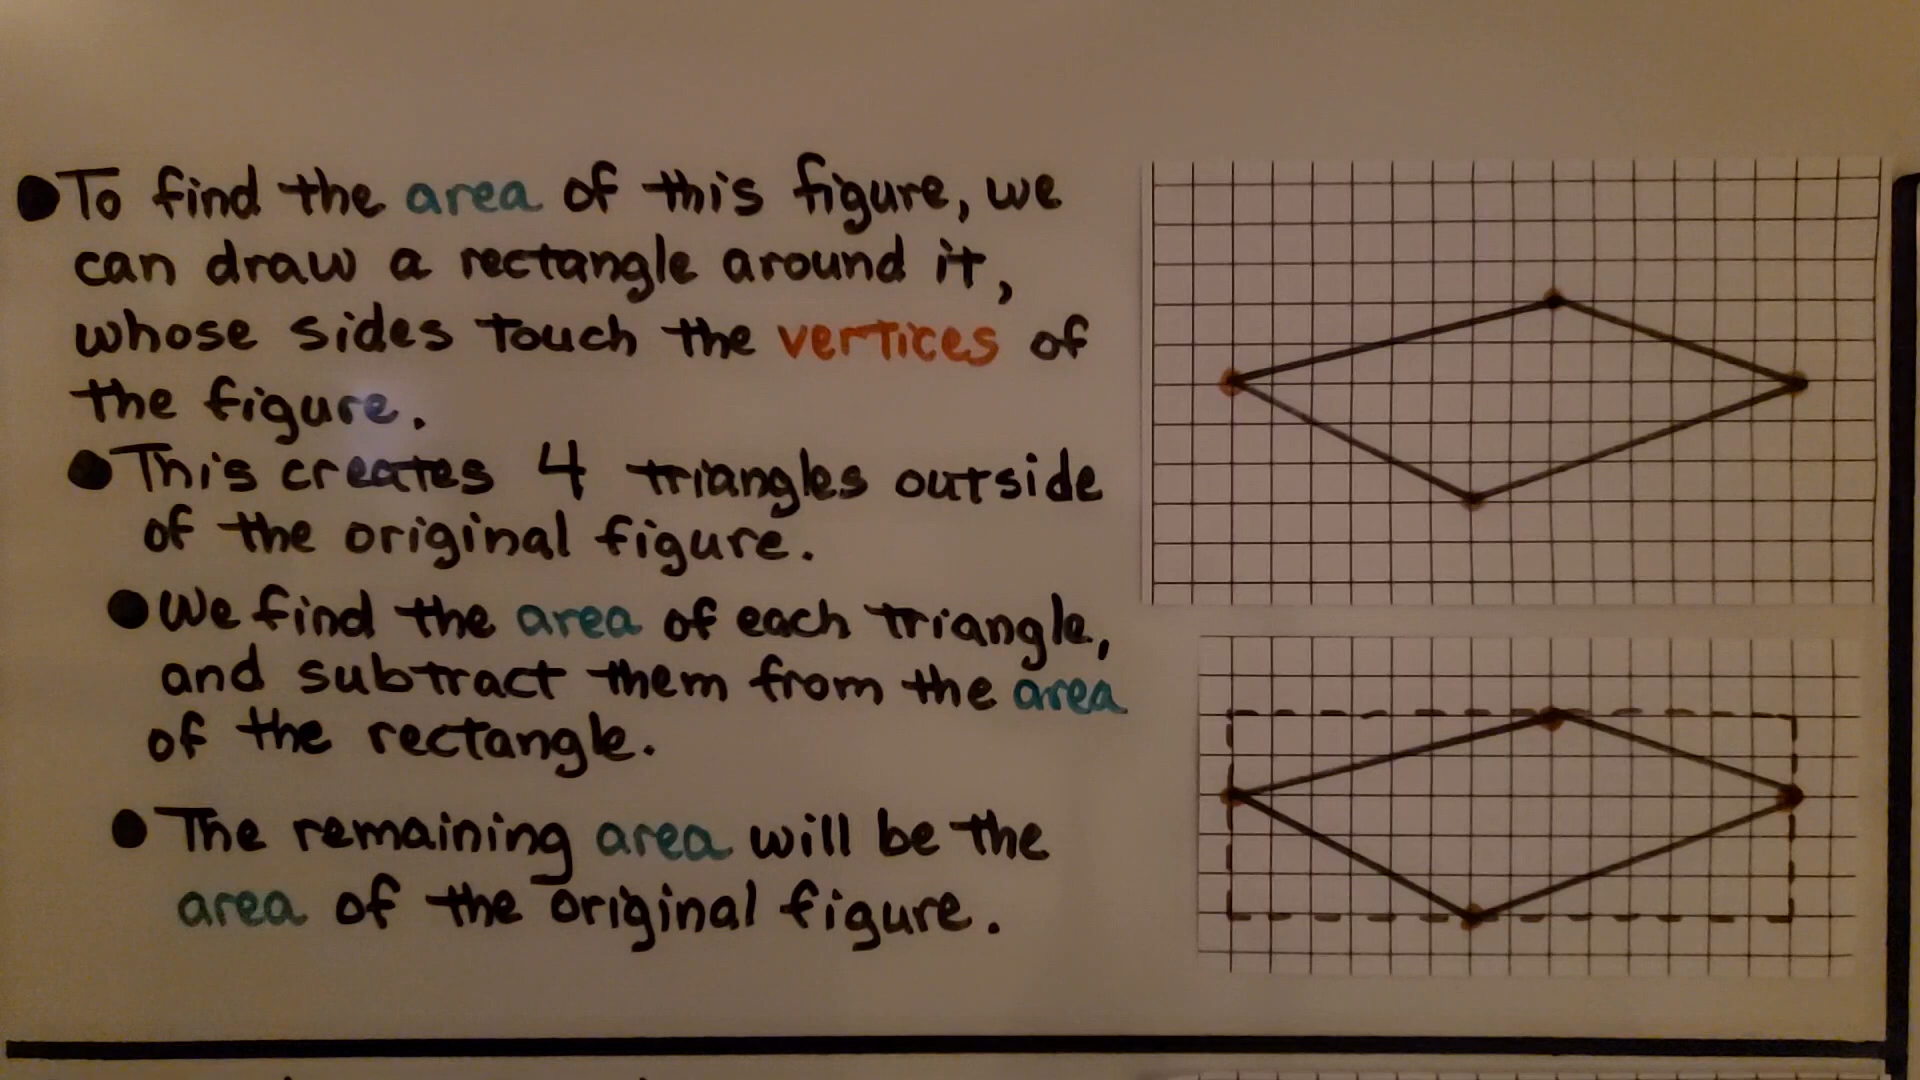 To find the area of this figure, we
can draw a rectangle around it,
whose sides touch the vertices of
the figure.
This creates 4 triangles outside
of the original figure.
We find the area of each triangle,
and subtract them from the area
of the rectangle.
The remaining area will be the
area of the original figure.